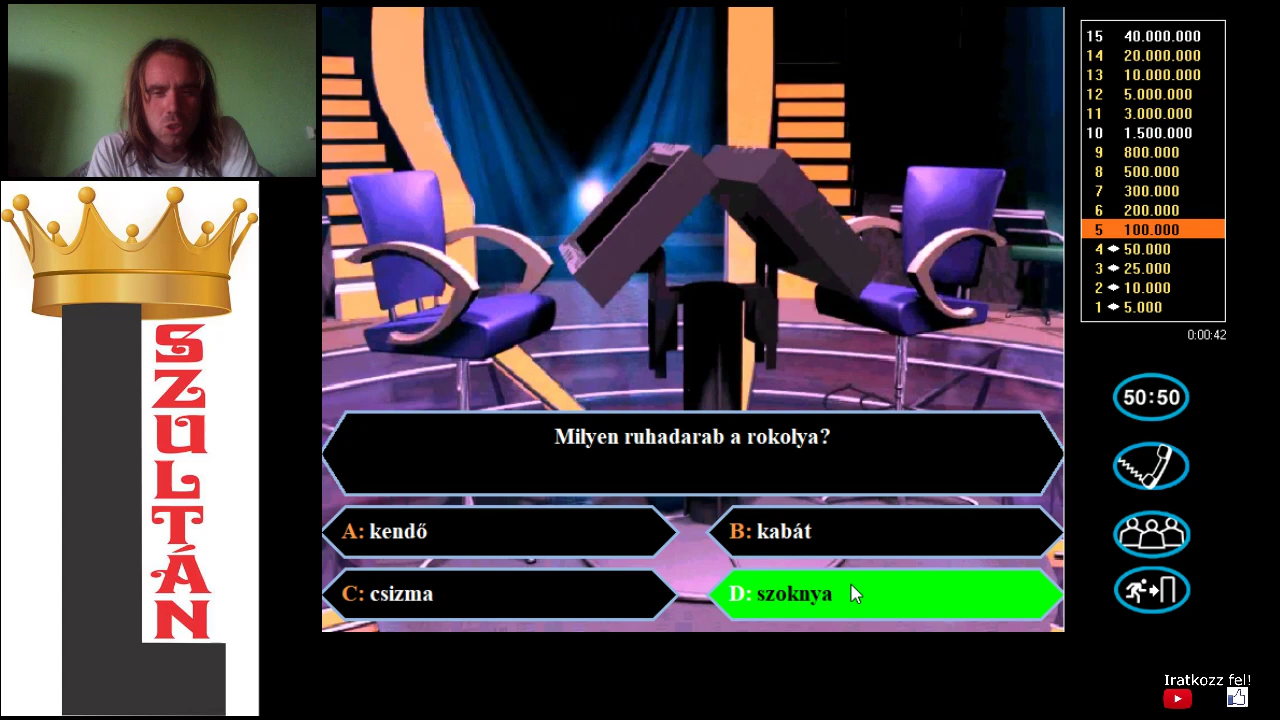 SZULTÁN
L
Milyen ruhadarab a rokolya?
A: kendő
B: kabát
C: csizma
D: szoknya
15 40.000.000
14 20.000.000
13 10.000.000
12 5.000.000
11 3.000.000
10 1.500.000
9 800.000
8 500.000
7 300.000
6 200.000
5 100.000
4 50.000
3 25.000
2 10.000
1 5.000
0:00:42
50:50
Iratkozz fel!